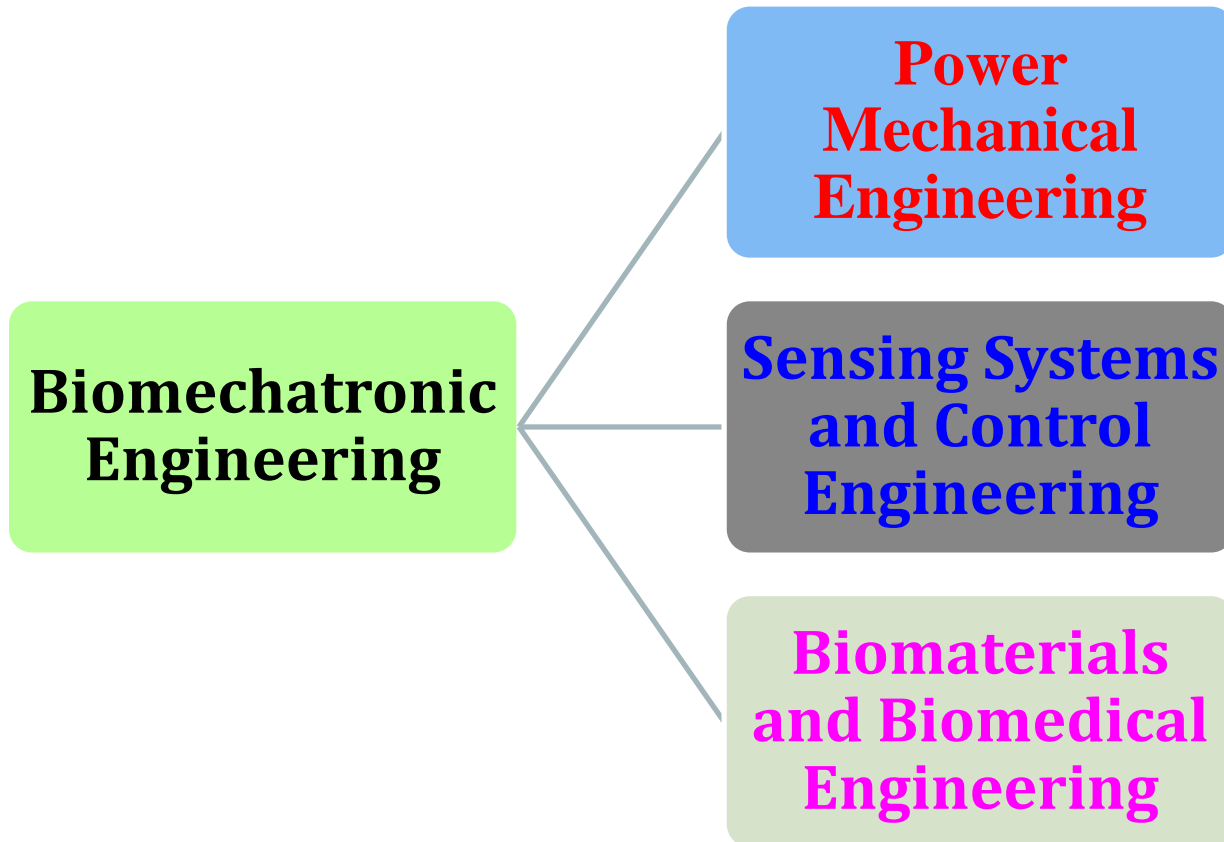 Power
Mechanical
Engineering
Biomechatronic
Engineering
Sensing Systems
and Control
Engineering
Biomaterials
and Biomedical
Engineering